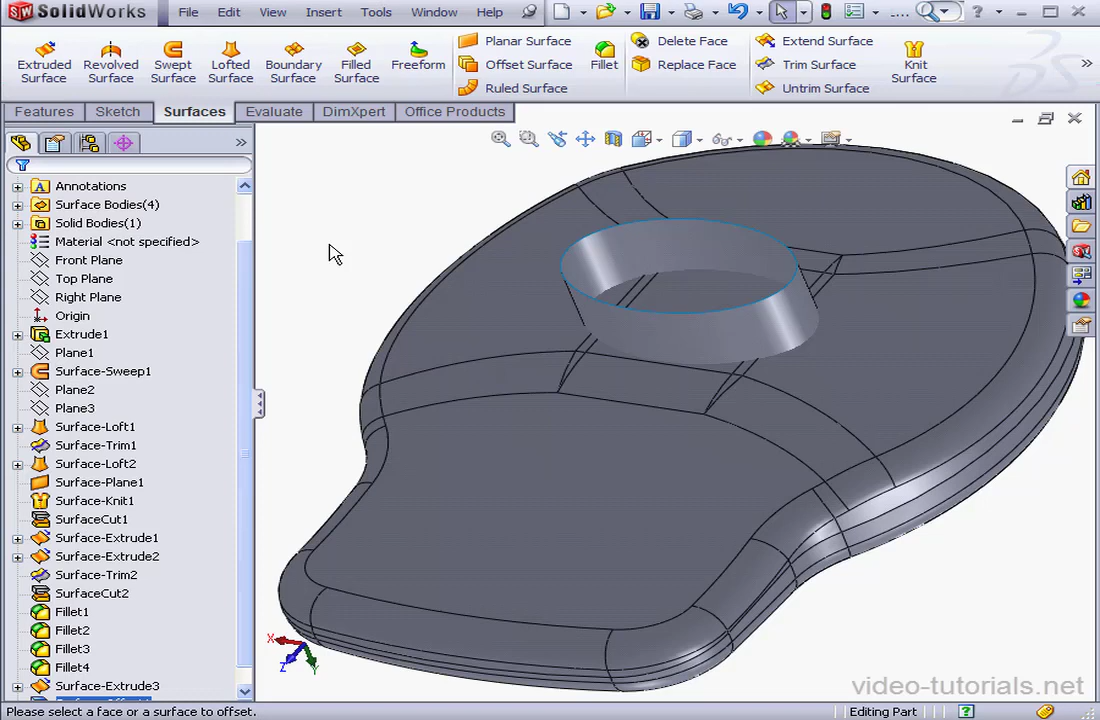 SolidWorks File Edit View Insert Tools Window Help ....
Extruded Surface Revolved Surface Swept Surface Lofted Surface Boundary Surface Filled Surface Freeform
Planar Surface
Offset Surface
Ruled Surface
Fillet
Delete Face
Replace Face
Extend Surface
Trim Surface
Untrim Surface
Knit Surface
Features Sketch Surfaces Evaluate DimXpert Office Products
Annotations
Surface Bodies(4)
Solid Bodies(1)
Material <not specified>
Front Plane
Top Plane
Right Plane
Origin
Extrude1
Plane1
Surface-Sweep1
Plane2
Plane3
Surface-Loft1
Surface-Trim1
Surface-Loft2
Surface-Plane1
Surface-Knit1
SurfaceCut1
Surface-Extrude1
Surface-Extrude2
Surface-Trim2
SurfaceCut2
Fillet1
Fillet2
Fillet3
Fillet4
Surface-Extrude3
X
Z
Y
video-tutorials.net
Please select a face or a surface to offset. Editing Part